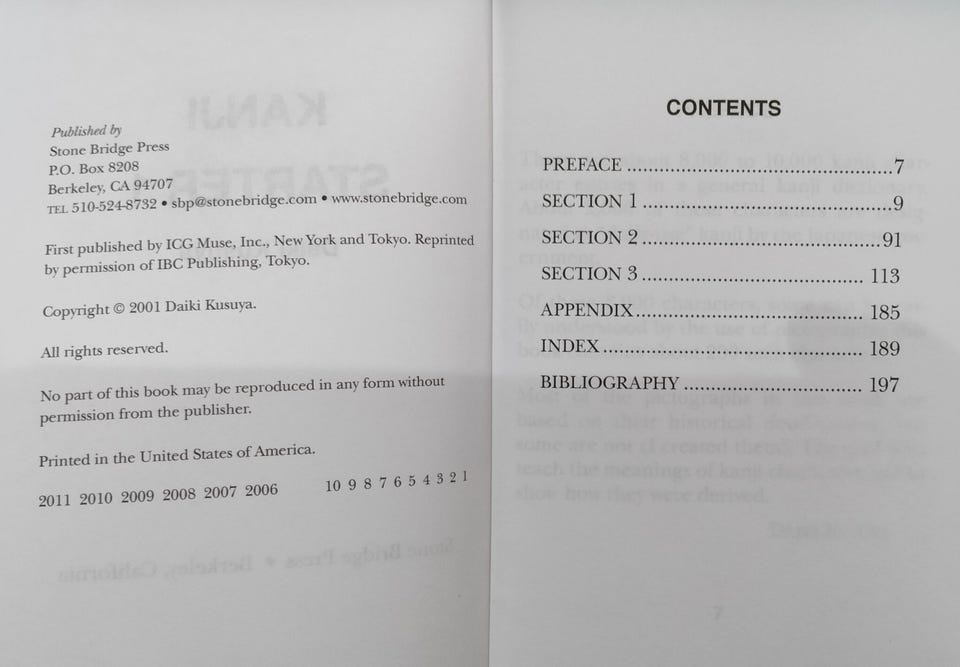 Published by
Stone Bridge Press
P.O. Box 8208
Berkeley, CA 94707
TEL 510-524-8732 • sbp@stonebridge.com • www.stonebridge.com
First published by ICG Muse, Inc., New York and Tokyo. Reprinted
by permission of IBC Publishing, Tokyo.
Copyright © 2001 Daiki Kusuya.
All rights reserved.
No part of this book may be reproduced in any form without
permission from the publisher.
Printed in the United States of America.
2011 2010 2009 2008 2007 2006 10 9 8 7 6 5 4 3 2 1
CONTENTS
PREFACE ................................................7
SECTION 1 ..............................................9
SECTION 2 ............................................91
SECTION 3 ........................................ 113
APPENDIX......................................... 185
INDEX ............................................... 189
BIBLIOGRAPHY ................................ 197